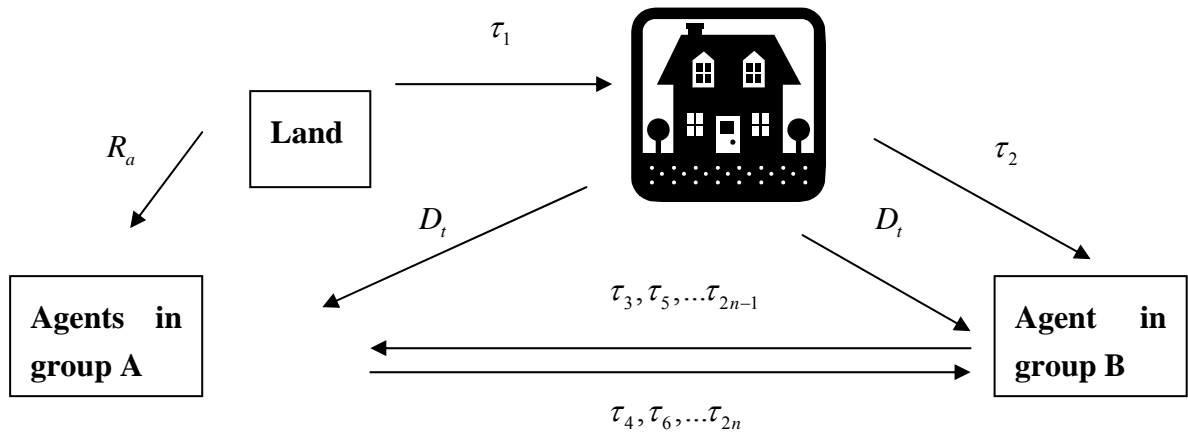 τ₁
Land
Rₐ
τ₂
Dₜ
Dₜ
τ₃, τ₅, ...τ₂ₙ₋₁
Agents in
group A
Agent in
group B
τ₄, τ₆, ...τ₂ₙ